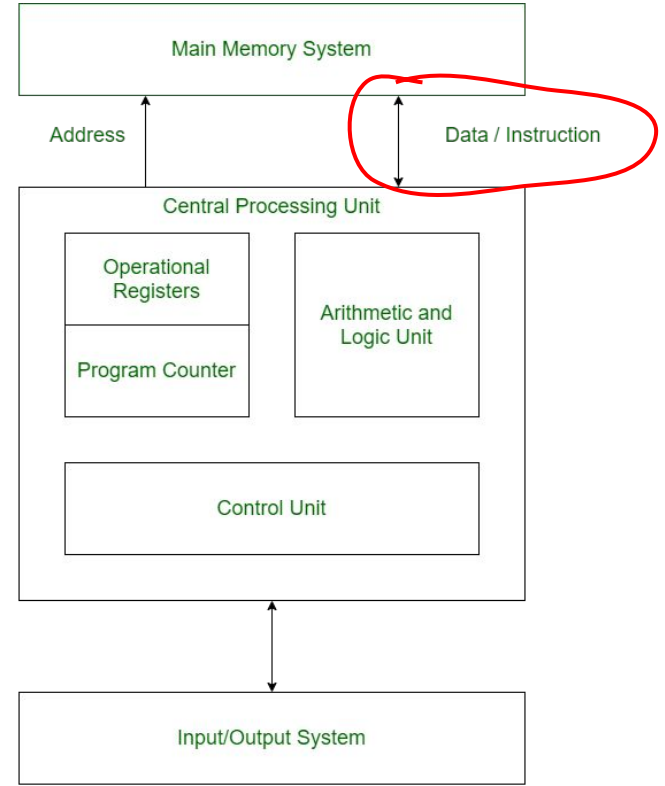 Main Memory System
Address
Data / Instruction
Central Processing Unit
Operational
Registers
Arithmetic and
Logic Unit
Program Counter
Control Unit
Input/Output System